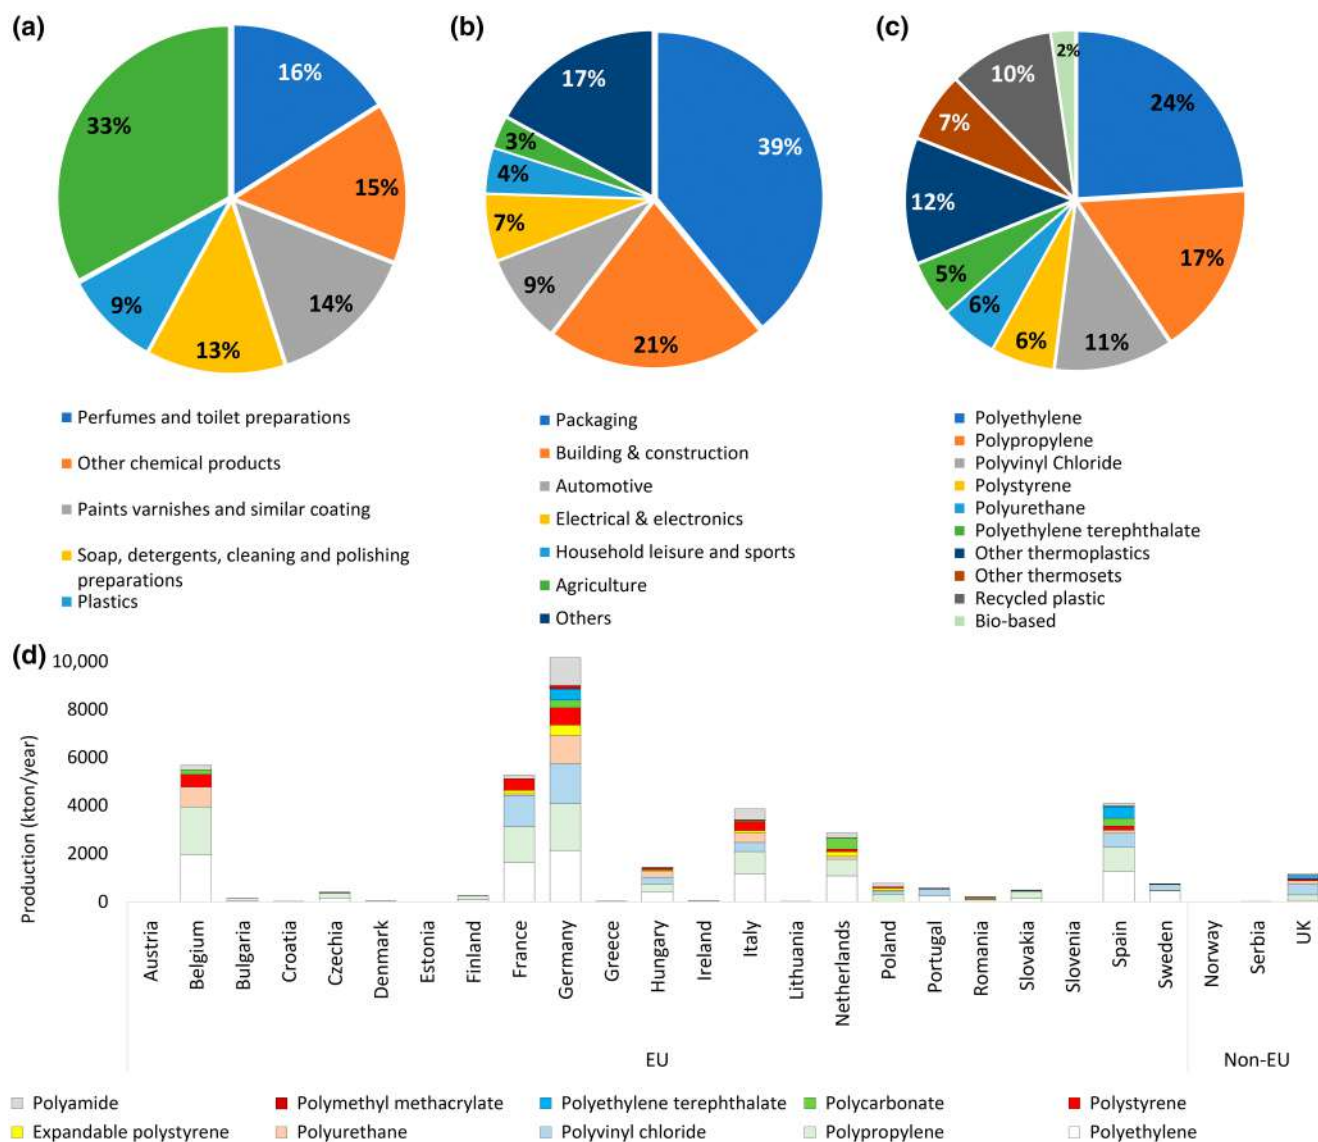 (a)
16%
15%
14%
13%
9%
33%
Perfumes and toilet preparations
Other chemical products
Paints varnishes and similar coating
Soap, detergents, cleaning and polishing
preparations
Plastics
(b)
39%
21%
9%
7%
4%
3%
17%
Packaging
Building & construction
Automotive
Electrical & electronics
Household leisure and sports
Agriculture
Others
(c)
24%
17%
11%
6%
6%
5%
12%
7%
10%
2%
Polyethylene
Polypropylene
Polyvinyl Chloride
Polystyrene
Polyurethane
Polyethylene terephthalate
Other thermoplastics
Other thermosets
Recycled plastic
Bio-based
(d)
Production (kton/year)
10,000
8000
6000
4000
2000
0
Austria
Belgium
Bulgaria
Croatia
Czechia
Denmark
Estonia
Finland
France
Germany
Greece
Hungary
Ireland
Italy
Lithuania
Netherlands
Poland
Portugal
Romania
Slovakia
Slovenia
Spain
Sweden
Norway
Serbia
UK
EU
Non-EU
Polyamide
Polymethyl methacrylate
Polyethylene terephthalate
Polycarbonate
Polystyrene
Expandable polystyrene
Polyurethane
Polyvinyl chloride
Polypropylene
Polyethylene